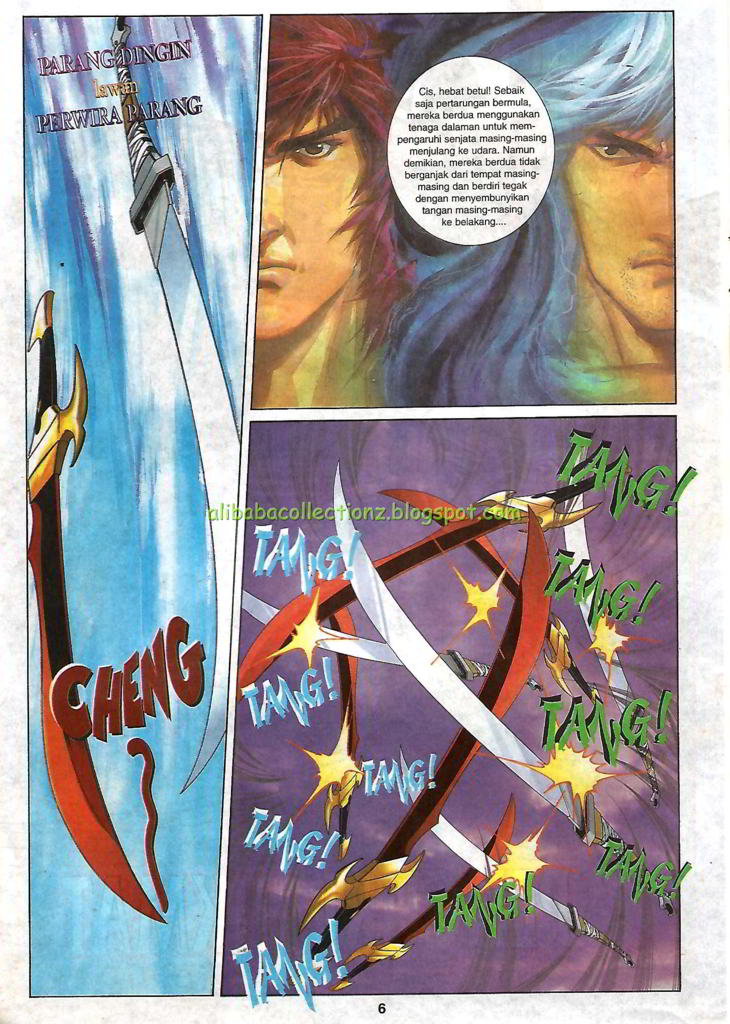 PARANG DINGIN
lawan
PERWIRA PARANG
Cis, hebat betul! Sebaik
saja pertarungan bermula,
mereka berdua menggunakan
tenaga dalaman untuk mem-
pengaruhi senjata masing-masing
menjulang ke udara. Namun
demikian, mereka berdua tidak
berganjak dari tempat masing-
masing dan berdiri tegak
dengan menyembunyikan
tangan masing-masing
ke belakang....
CHENG
TANG!
alibabacollectionz.blogspot.com
TANG!
TANG!
TANG!
TANG!
TANG!
TANG!
TANG!
TANG!
TANG!
6